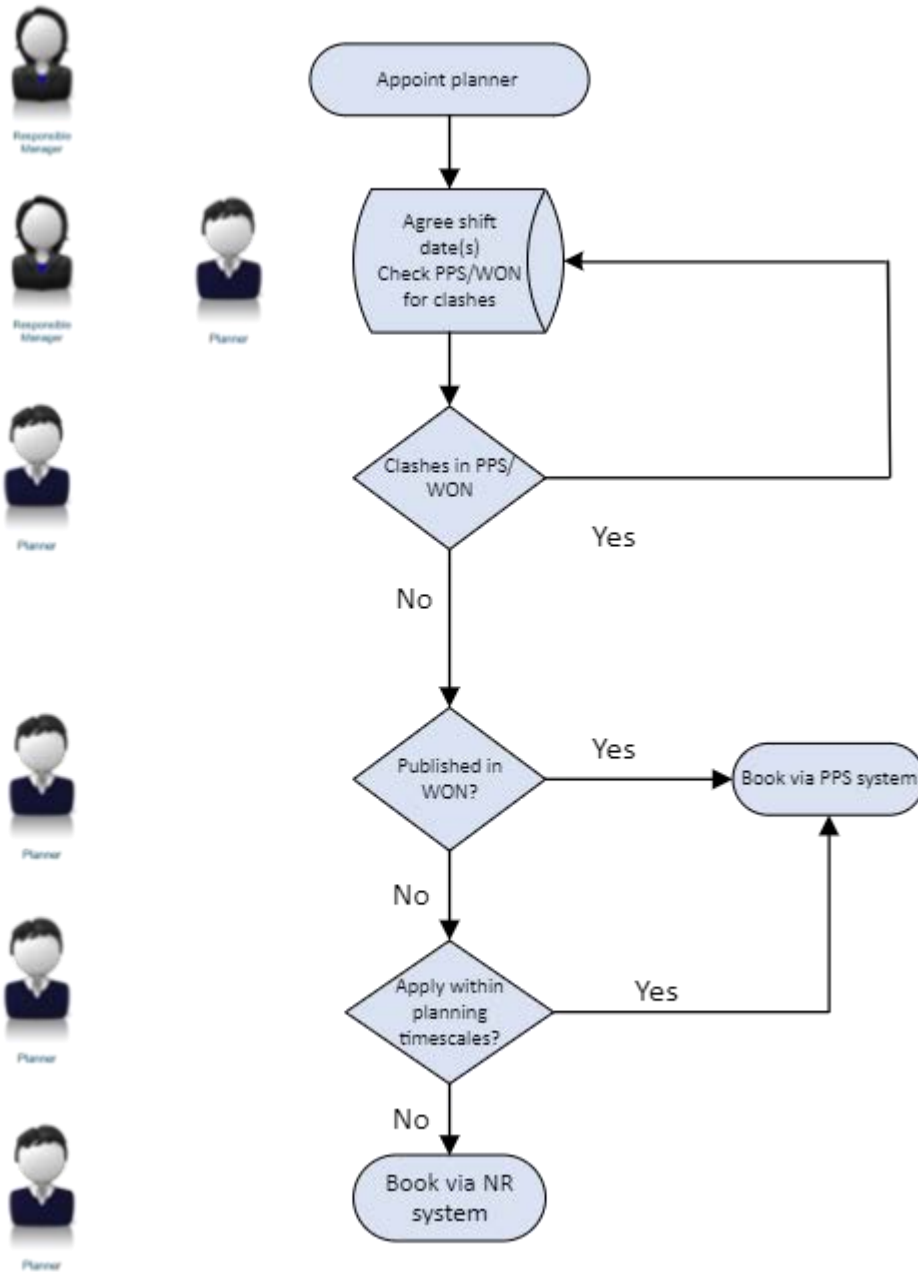 Appoint planner
Responsible
Manager
Agree shift
date(s)
Check PPS/WON
for clashes
Responsible
Manager
Planner
Clashes in PPS/
WON
Yes
Planner
No
Published in
WON?
Yes
Book via PPS system
Planner
No
Apply within
planning
timescales?
Yes
Planner
No
Book via NR
system
Planner